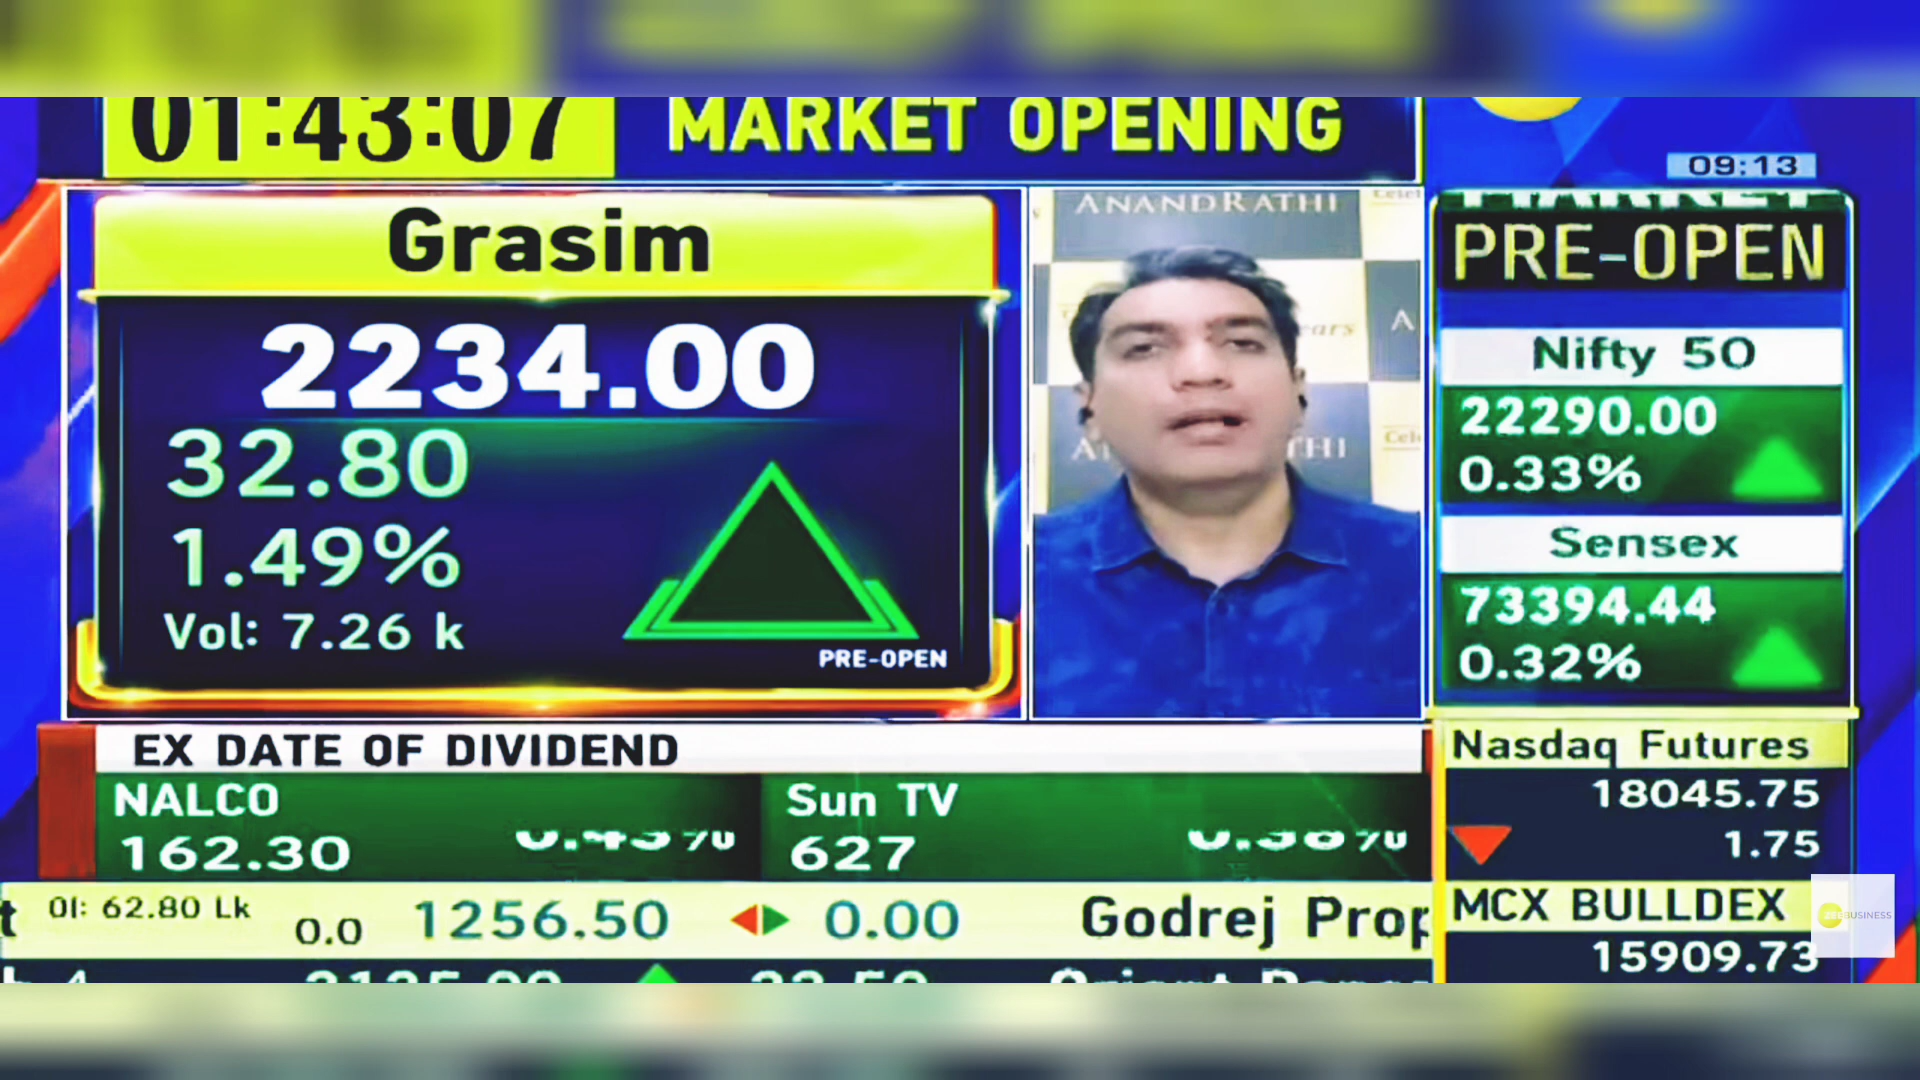 01:43:07
MARKET OPENING
09:13
Grasim
2234.00
32.80
1.49%
Vol: 7.26 k
PRE-OPEN
ANANDRATHI
MARKET
PRE-OPEN
Nifty 50
22290.00
0.33%
Sensex
73394.44
0.32%
EX DATE OF DIVIDEND
NALCO
162.30
Sun TV
627
Nasdaq Futures
18045.75
1.75
MCX BULLDEX
15909.73
OI: 62.80 Lk
0.0
1256.50
0.00
Godrej Prop
ZEE BUSINESS